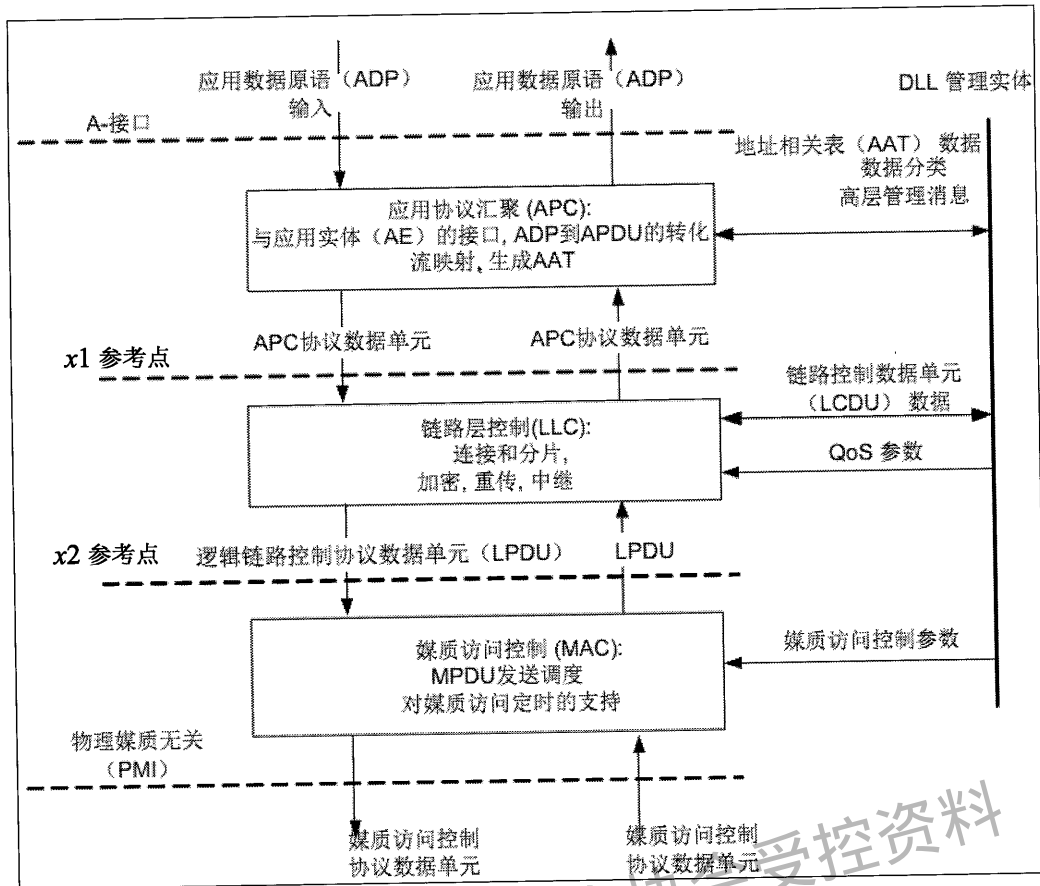 应用数据原语（ADP）
输入
应用数据原语（ADP）
输出
DLL 管理实体
A-接口
地址相关表（AAT）数据
数据分类
高层管理消息
应用协议汇聚 (APC):
与应用实体（AE）的接口, ADP到APDU的转化
流映射、生成AAT
APC协议数据单元
APC协议数据单元
x1 参考点
链路控制数据单元
（LCDU）数据
链路层控制(LLC):
连接和分片,
加密, 重传, 中继
QoS 参数
x2 参考点
逻辑链路控制协议数据单元（LPDU）
LPDU
媒质访问控制 (MAC):
MPDU发送调度
对媒质访问定时的支持
媒质访问控制参数
物理媒质无关
（PMI）
媒质访问控制
协议数据单元
媒质访问控制
协议数据单元
受控资料